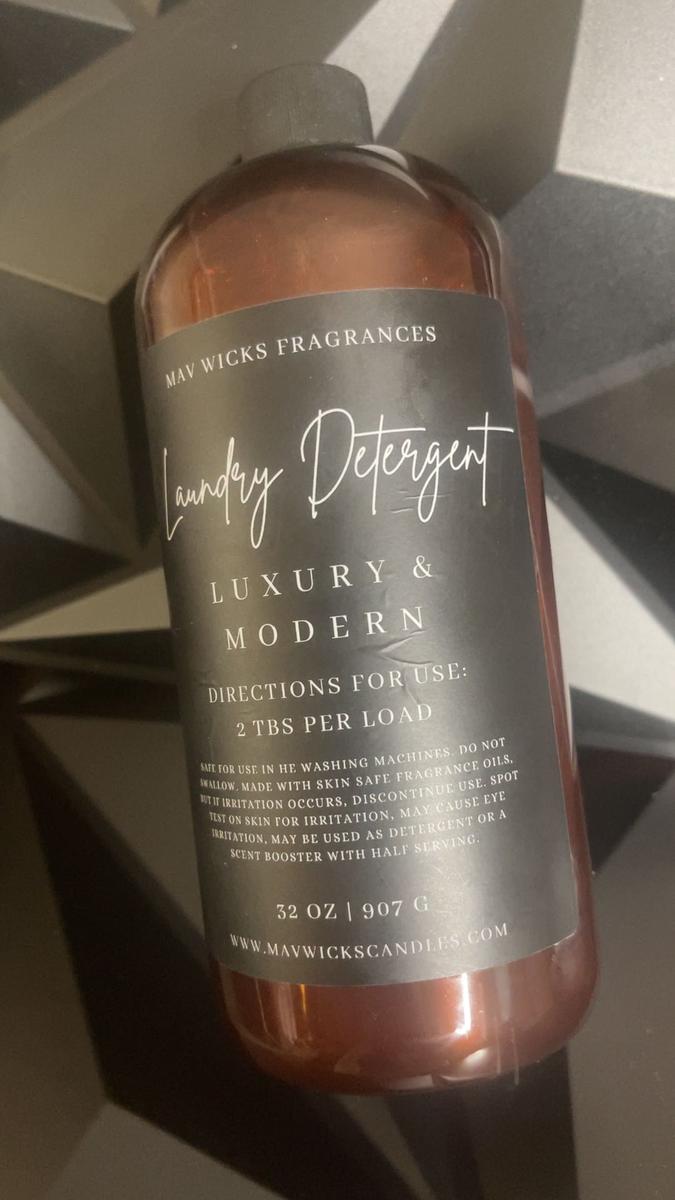 MAV WICKS FRAGRANCES
Laundry Detergent
LUXURY &
MODERN
DIRECTIONS FOR USE:
2 TBS PER LOAD
SAFE FOR USE IN HE WASHING MACHINES. DO NOT
SWALLOW. MADE WITH SKIN SAFE FRAGRANCE OILS,
BUT IF IRRITATION OCCURS, DISCONTINUE USE. SPOT
TEST ON SKIN FOR IRRITATION, MAY CAUSE EYE
IRRITATION, MAY BE USED AS DETERGENT OR A
SCENT BOOSTER WITH HALF SERVING.
32 OZ | 907 G
WWW.MAVWICKSCANDLES.COM